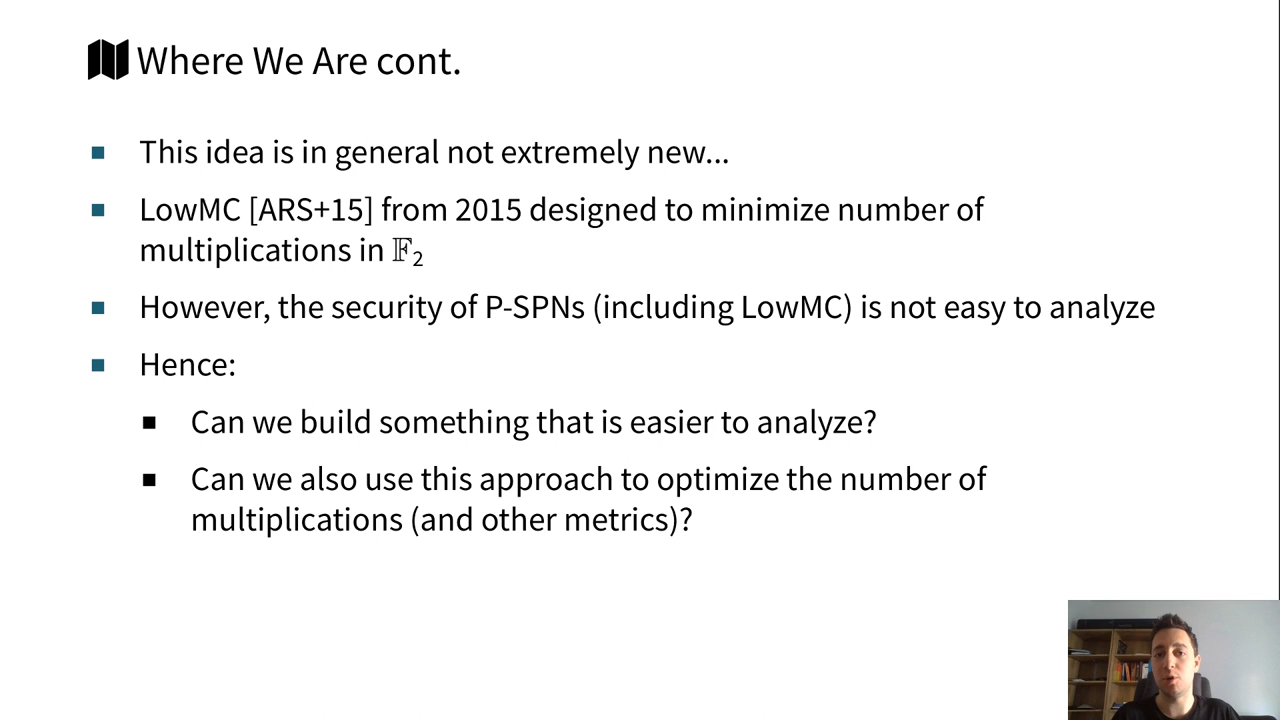 Where We Are cont.
This idea is in general not extremely new...
LowMC [ARS+15] from 2015 designed to minimize number of
multiplications in 𝔽₂
However, the security of P-SPNs (including LowMC) is not easy to analyze
Hence:
Can we build something that is easier to analyze?
Can we also use this approach to optimize the number of
multiplications (and other metrics)?